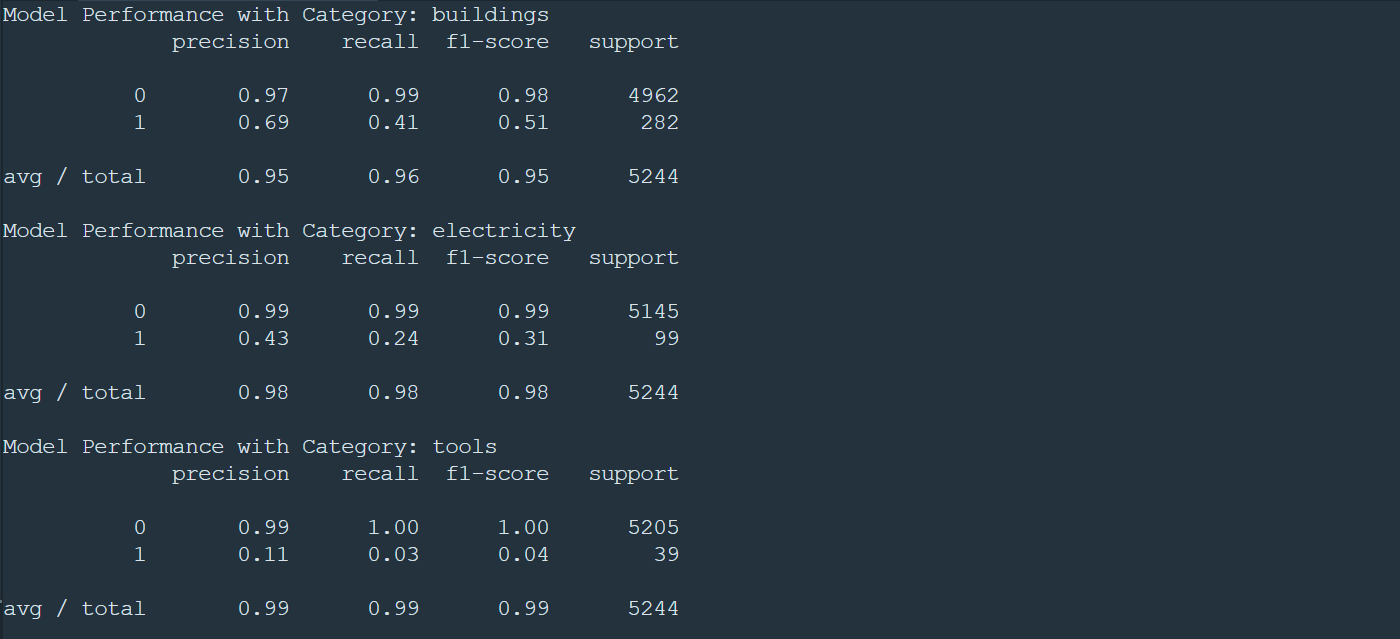 Model Performance with Category: buildings
precision recall f1-score support
0 0.97 0.99 0.98 4962
1 0.69 0.41 0.51 282
avg / total 0.95 0.96 0.95 5244
Model Performance with Category: electricity
precision recall f1-score support
0 0.99 0.99 0.99 5145
1 0.43 0.24 0.31 99
avg / total 0.98 0.98 0.98 5244
Model Performance with Category: tools
precision recall f1-score support
0 0.99 1.00 1.00 5205
1 0.11 0.03 0.04 39
avg / total 0.99 0.99 0.99 5244